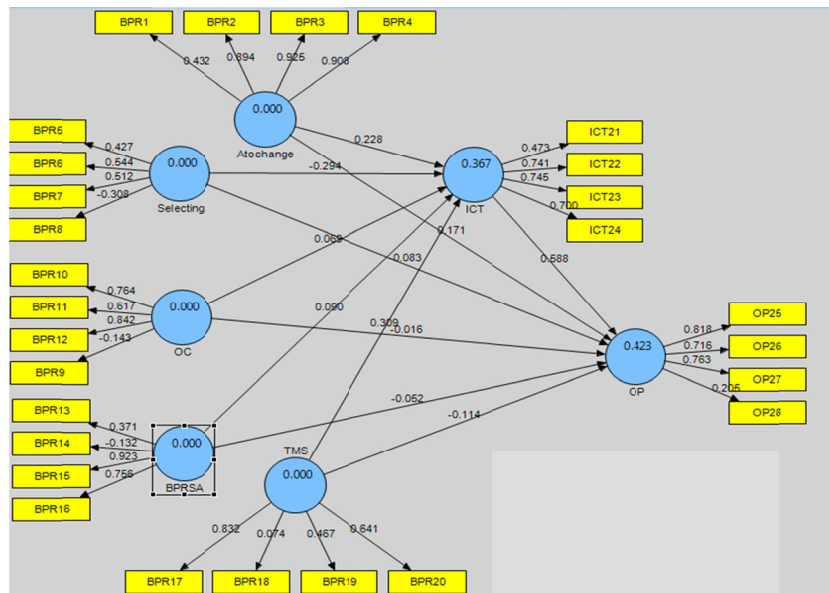 BPR1
BPR2
BPR3
BPR4
0.432
0.894
0.925
0.908
0.000
Atochange
BPR5
BPR6
BPR7
BPR8
0.427
0.544
0.512
-0.308
0.000
Selecting
0.228
-0.294
0.367
ICT
0.473
0.741
0.745
0.700
ICT21
ICT22
ICT23
ICT24
0.069
0.083
0.171
0.588
BPR10
BPR11
BPR12
BPR9
0.764
0.617
0.842
-0.143
0.000
OC
0.090
0.309
-0.016
0.423
OP
0.818
0.716
0.763
0.205
OP25
OP26
OP27
OP28
BPR13
BPR14
BPR15
BPR16
0.371
-0.132
0.923
0.756
0.000
BPRSA
-0.052
-0.114
TMS
0.000
0.832
0.074
0.467
0.641
BPR17
BPR18
BPR19
BPR20